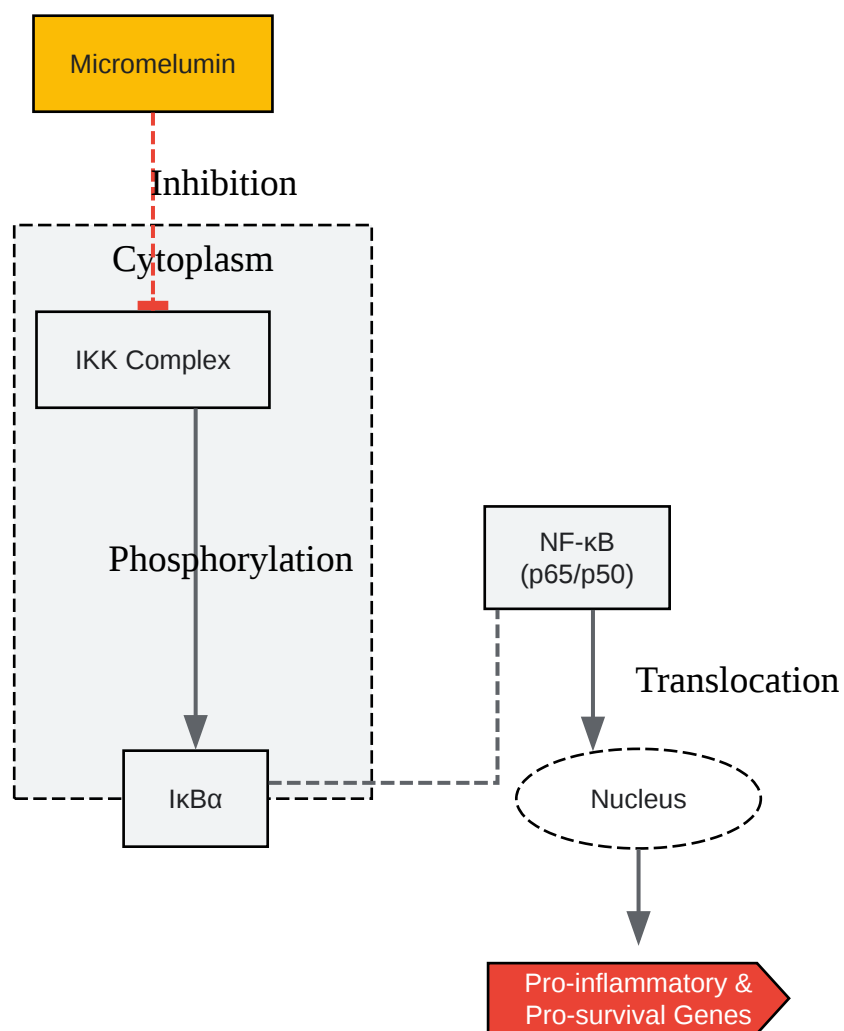 Micromelumin
Inhibition
Cytoplasm
IKK Complex
Phosphorylation
NF-κB
(p65/p50)
Translocation
IκBα
Nucleus
Pro-inflammatory &
Pro-survival Genes